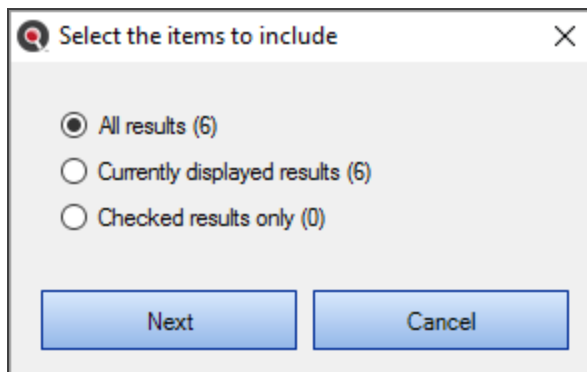 Select the items to include
All results (6)
Currently displayed results (6)
Checked results only (0)
Next
Cancel